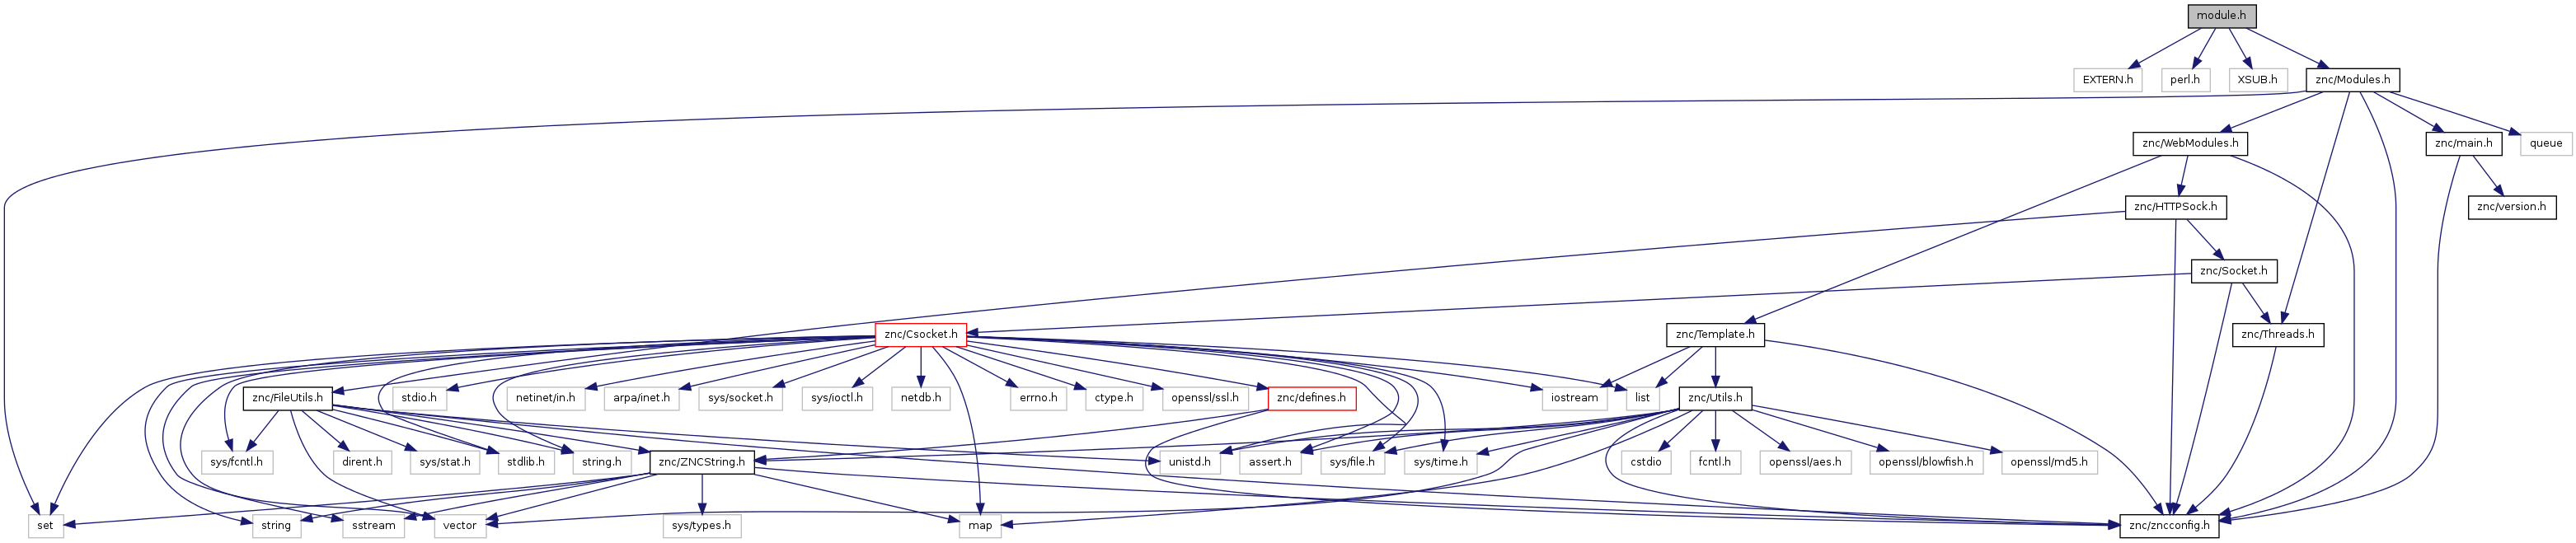 module.h
EXTERN.h
perl.h
XSUB.h
znc/Modules.h
znc/WebModules.h
znc/main.h
queue
znc/HTTPSock.h
znc/version.h
znc/Socket.h
znc/Csocket.h
znc/Template.h
znc/Threads.h
znc/FileUtils.h
stdio.h
netinet/in.h
arpa/inet.h
sys/socket.h
sys/ioctl.h
netdb.h
errno.h
ctype.h
openssl/ssl.h
znc/defines.h
iostream
list
znc/Utils.h
sys/fcntl.h
dirent.h
sys/stat.h
stdlib.h
string.h
znc/ZNCString.h
unistd.h
assert.h
sys/file.h
sys/time.h
cstdio
fcntl.h
openssl/aes.h
openssl/blowfish.h
openssl/md5.h
set
string
sstream
vector
sys/types.h
map
znc/zncconfig.h